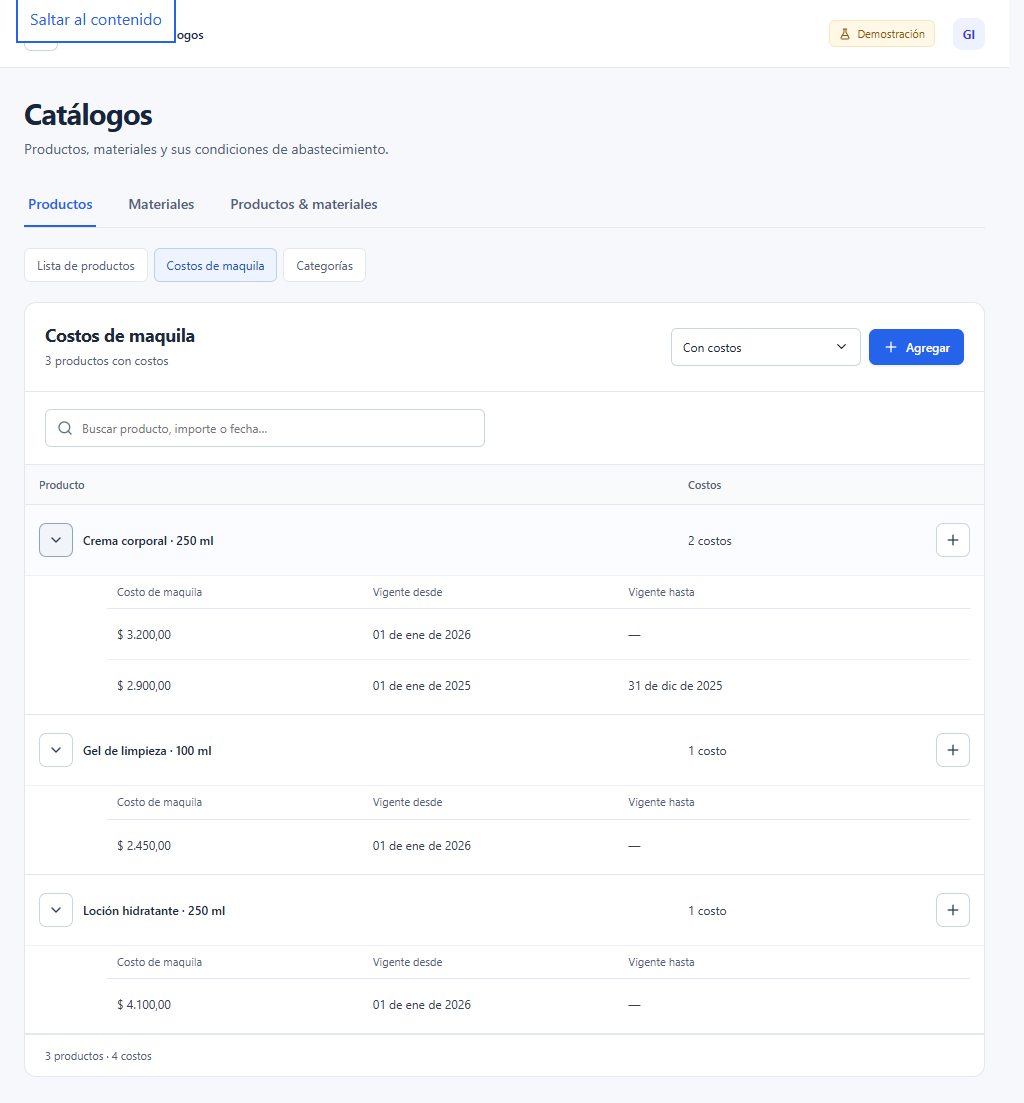 Saltar al contenido
ogos
Demostración
GI
Catálogos
Productos, materiales y sus condiciones de abastecimiento.
Productos
Materiales
Productos & materiales
Lista de productos
Costos de maquila
Categorías
Costos de maquila
3 productos con costos
Con costos
Agregar
Buscar producto, importe o fecha...
Producto Costos
Crema corporal · 250 ml 2 costos
Costo de maquila Vigente desde Vigente hasta
$ 3.200,00 01 de ene de 2026 —
$ 2.900,00 01 de ene de 2025 31 de dic de 2025
Gel de limpieza · 100 ml 1 costo
Costo de maquila Vigente desde Vigente hasta
$ 2.450,00 01 de ene de 2026 —
Loción hidratante · 250 ml 1 costo
Costo de maquila Vigente desde Vigente hasta
$ 4.100,00 01 de ene de 2026 —
3 productos · 4 costos